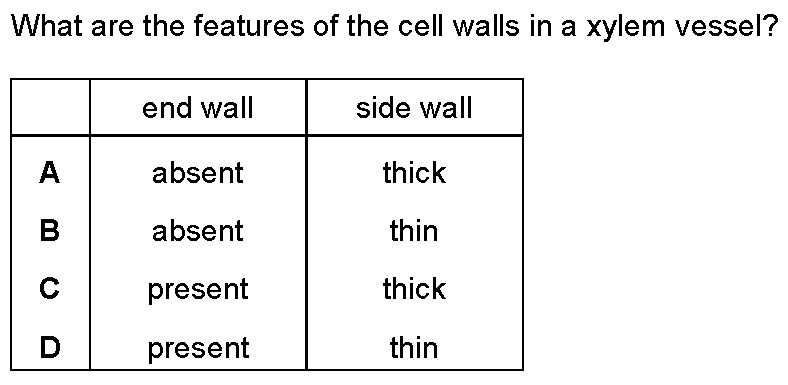 What are the features of the cell walls in a xylem vessel?
end wall side wall
A absent thick
B absent thin
C present thick
D present thin